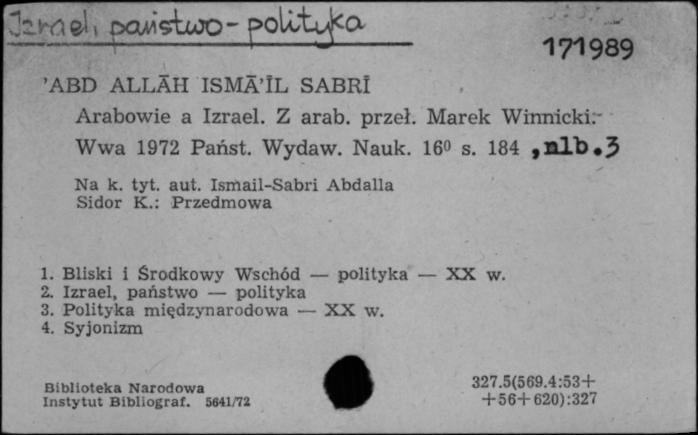 Izrael, państwo - polityka
171989
'ABD ALLĀH ISMĀ'ĪL SABRĪ
Arabowie a Izrael. Z arab. przeł. Marek Winnicki.
Wwa 1972 Państ. Wydaw. Nauk. 16⁰ s. 184 , nlb. 3
Na k. tyt. aut. Ismail-Sabri Abdalla
Sidor K.: Przedmowa
1. Bliski i Środkowy Wschód — polityka — XX w.
2. Izrael, państwo — polityka
3. Polityka międzynarodowa — XX w.
4. Syjonizm
Biblioteka Narodowa
Instytut Bibliograf. 5641/72
327.5(569.4:53+
+56+620):327